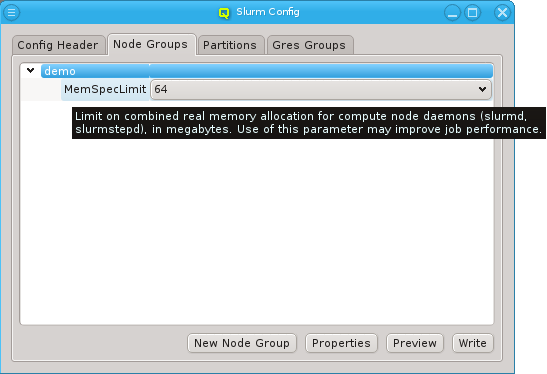 Slurm Config
Config Header
Node Groups
Partitions
Gres Groups
demo
MemSpecLimit
64
Limit on combined real memory allocation for compute node daemons (slurmd,
slurmstepd), in megabytes. Use of this parameter may improve job performance.
New Node Group
Properties
Preview
Write